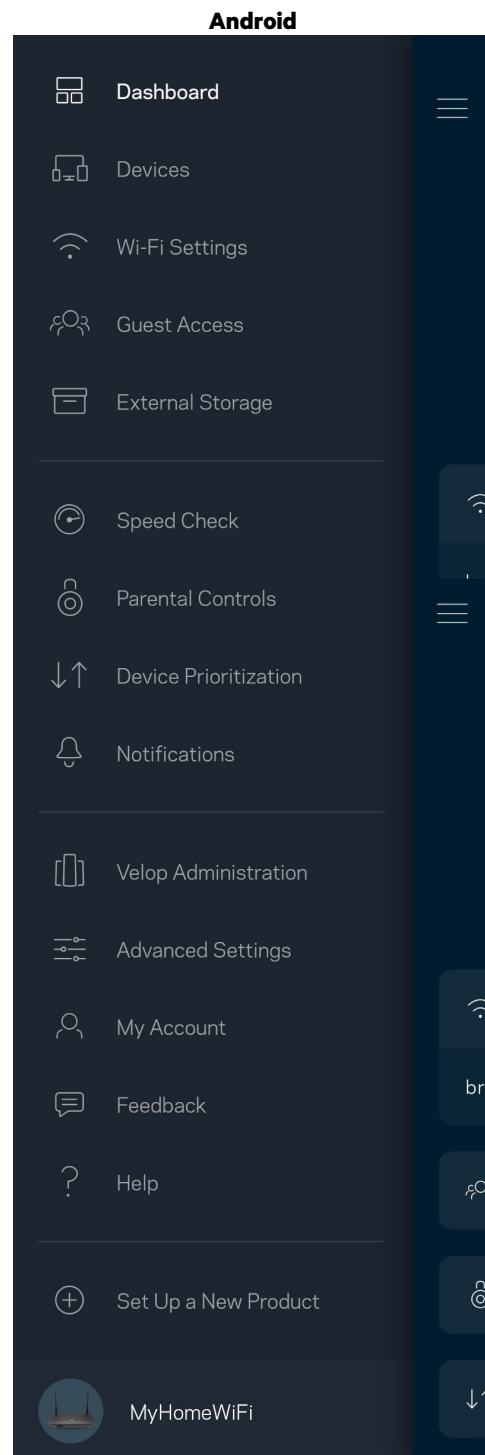 Android
Dashboard
Devices
Wi-Fi Settings
Guest Access
External Storage
Speed Check
Parental Controls
Device Prioritization
Notifications
Velop Administration
Advanced Settings
My Account
br
Feedback
Help
Set Up a New Product
MyHomeWiFi